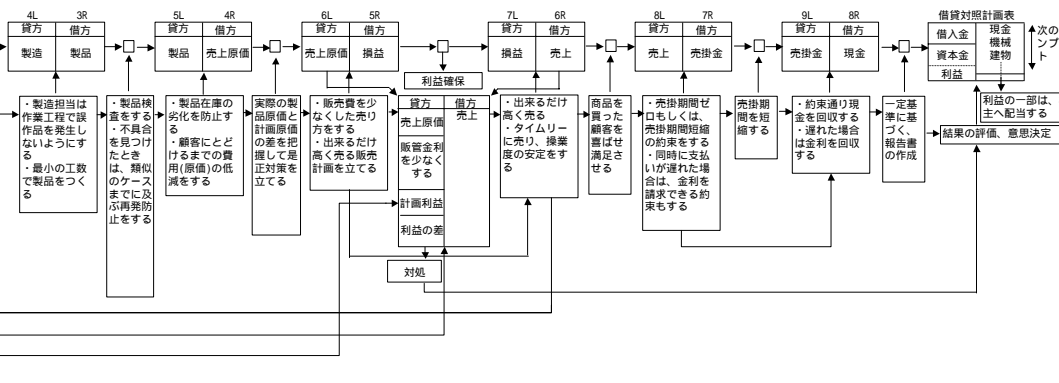 4L 3R
貸方 借方
製造 製品
5L 4R
貸方 借方
製品 売上原価
6L 5R
貸方 借方
売上原価 損益
7L 6R
貸方 借方
損益 売上
8L 7R
貸方 借方
売上 売掛金
9L 8R
貸方 借方
売掛金 現金
借貸対照計画表
借入金
資本金
利益
現金
機械
建物
次の
ンプ
ト
利益確保
・製造担当は
作業工程で誤
作品を発生し
ないようにす
る
・最小の工数
で製品をつく
る
・製品検
査をする
・不具合
を見つけ
たとき
は、類似
のケース
までに及
ぶ再発防
止をする
・製品在庫の
劣化を防止す
る
・顧客にとど
けるまでの費
用(原価)の低
減をする
実際の製
品原価と
計画原価
の差を把
握して是
正対策を
立てる
・販売費を少
なくした売り
方をする
・出来るだけ
高く売る販売
計画を立てる
貸方 借方
売上原価
販管金利
を少なく
する
計画利益
利益の差
売上
対処
・出来るだけ
高く売る
・タイムリー
に売り、操業
度の安定をす
る
商品を
買った
顧客を
喜ばせ
満足さ
せる
・売掛期間ゼ
ロもしくは、
売掛期間短縮
の約束をする
・同時に支払
いが遅れた場
合は、金利を
請求できる約
束もする
売掛期
間を短
縮する
・約束通り現
金を回収する
・遅れた場合
は金利を回収
する
一定基
準に基
づく、
報告書
の作成
利益の一部は、
主へ配当する
結果の評価、意思決定